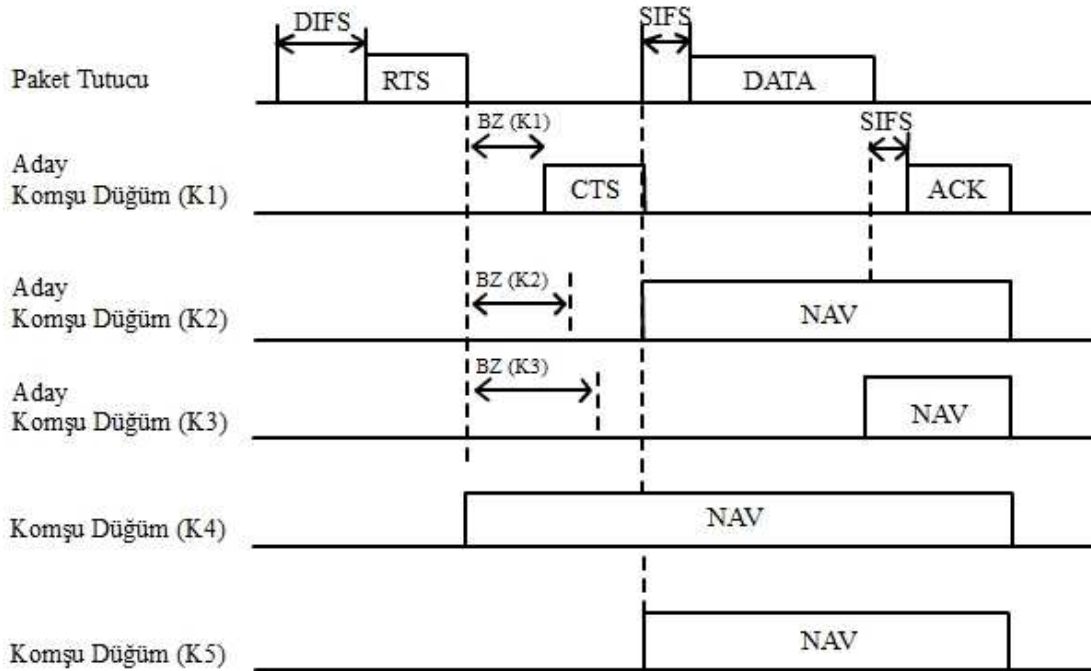 DIFS
SIFS
Paket Tutucu
RTS
DATA
BZ (K1)
SIFS
Aday
Komşu Düğüm (K1)
CTS
ACK
Aday
Komşu Düğüm (K2)
BZ (K2)
NAV
Aday
Komşu Düğüm (K3)
BZ (K3)
NAV
Komşu Düğüm (K4)
NAV
Komşu Düğüm (K5)
NAV